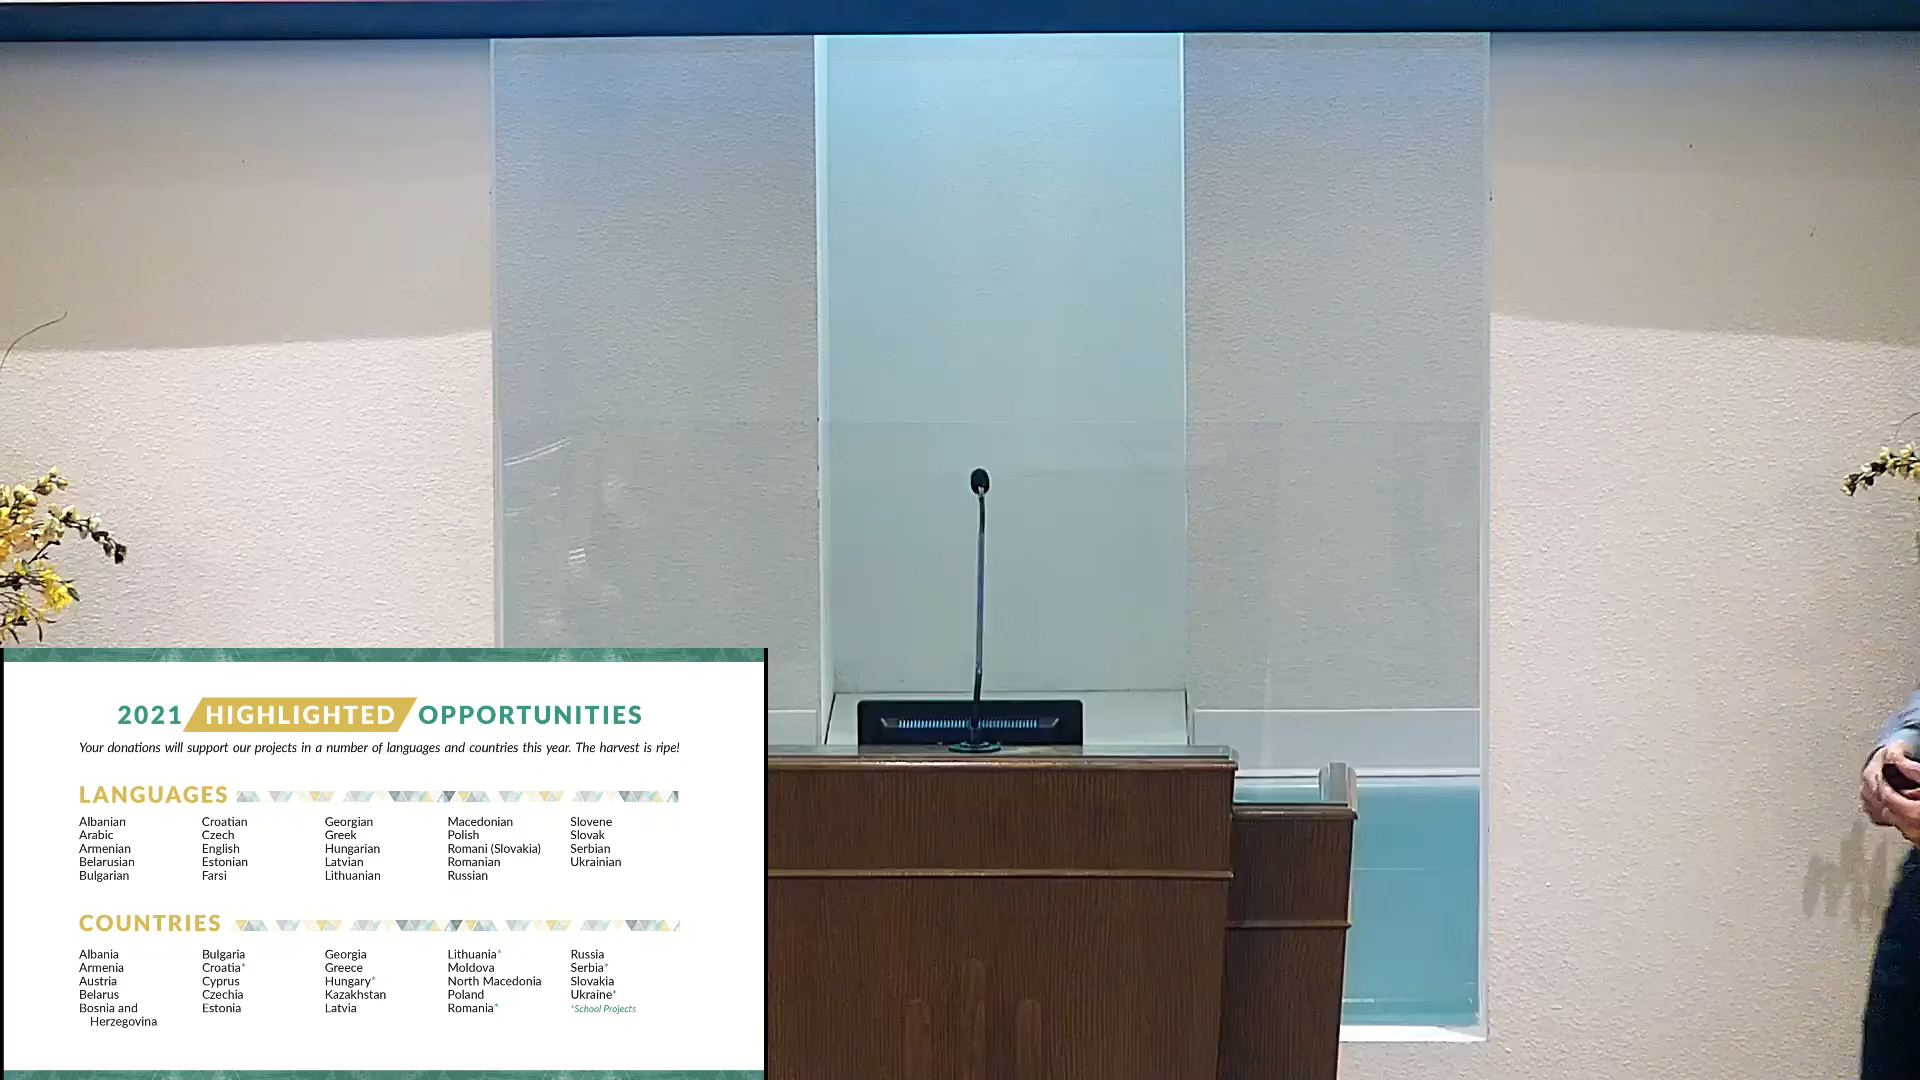 2021 HIGHLIGHTED OPPORTUNITIES
Your donations will support our projects in a number of languages and countries this year. The harvest is ripe!
LANGUAGES
Albanian
Arabic
Armenian
Belarusian
Bulgarian
Croatian
Czech
English
Estonian
Farsi
Georgian
Greek
Hungarian
Latvian
Lithuanian
Macedonian
Polish
Romani (Slovakia)
Romanian
Russian
Slovene
Slovak
Serbian
Ukrainian
COUNTRIES
Albania
Armenia
Austria
Belarus
Bosnia and
Herzegovina
Bulgaria
Croatia*
Cyprus
Czechia
Estonia
Georgia
Greece
Hungary*
Kazakhstan
Latvia
Lithuania*
Moldova
North Macedonia
Poland
Romania*
Russia
Serbia*
Slovakia
Ukraine*
*School Projects